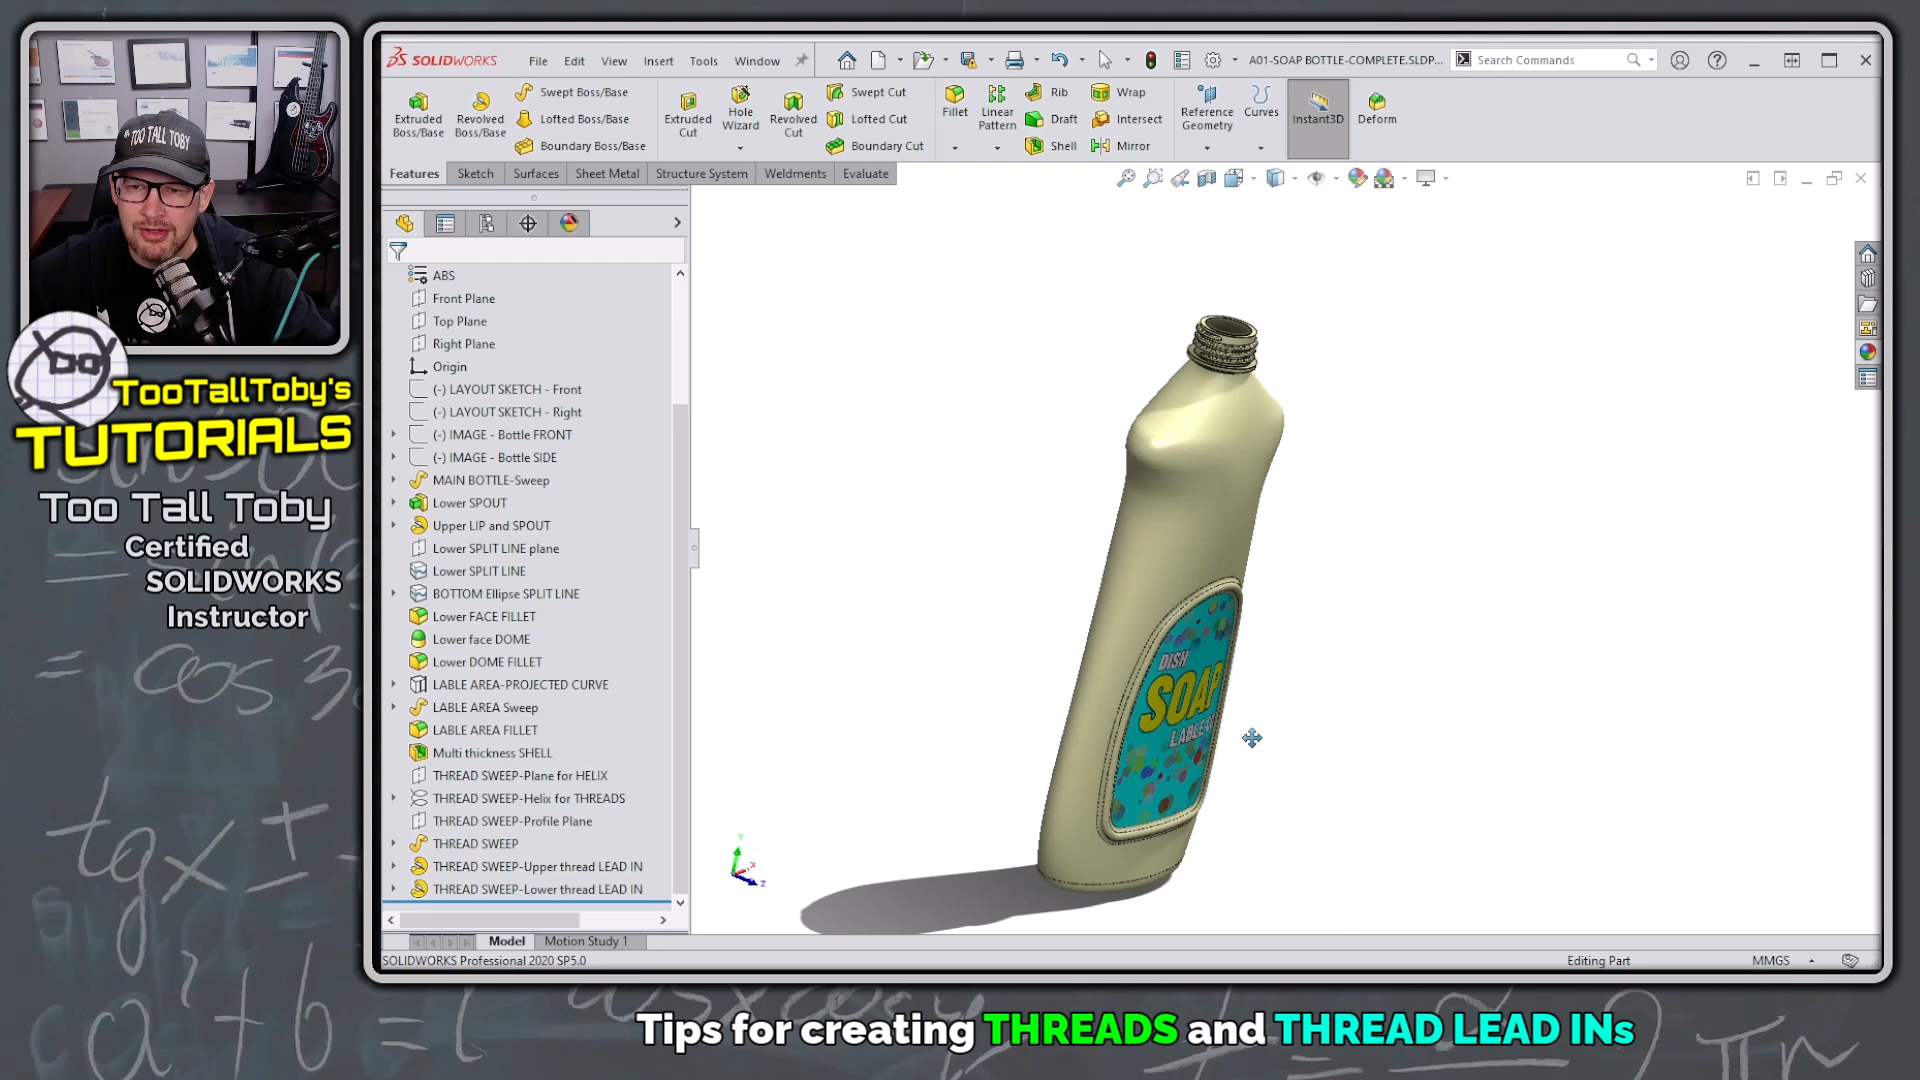 SOLIDWORKS
File Edit View Insert Tools Window
A01-SOAP BOTTLE-COMPLETE.SLDP...
Search Commands
Extruded Boss/Base
Revolved Boss/Base
Swept Boss/Base
Lofted Boss/Base
Boundary Boss/Base
Extruded Cut
Hole Wizard
Revolved Cut
Swept Cut
Lofted Cut
Boundary Cut
Fillet
Linear Pattern
Rib
Draft
Shell
Wrap
Intersect
Mirror
Reference Geometry
Curves
Instant3D
Deform
Features Sketch Surfaces Sheet Metal Structure System Weldments Evaluate
ABS
Front Plane
Top Plane
Right Plane
Origin
(-) LAYOUT SKETCH - Front
(-) LAYOUT SKETCH - Right
(-) IMAGE - Bottle FRONT
(-) IMAGE - Bottle SIDE
MAIN BOTTLE-Sweep
Lower SPOUT
Upper LIP and SPOUT
Lower SPLIT LINE plane
Lower SPLIT LINE
BOTTOM Ellipse SPLIT LINE
Lower FACE FILLET
Lower face DOME
Lower DOME FILLET
LABLE AREA-PROJECTED CURVE
LABLE AREA Sweep
LABLE AREA FILLET
Multi thickness SHELL
THREAD SWEEP-Plane for HELIX
THREAD SWEEP-Helix for THREADS
THREAD SWEEP-Profile Plane
THREAD SWEEP
THREAD SWEEP-Upper thread LEAD IN
THREAD SWEEP-Lower thread LEAD IN
Model Motion Study 1
SOLIDWORKS Professional 2020 SP5.0
Editing Part
MMGS
DISH
SOAP
Y
X
Z
TOO TALL TOBY
TooTallToby's
TUTORIALS
Too Tall Toby
Certified
SOLIDWORKS
Instructor
Tips for creating THREADS and THREAD LEAD INs